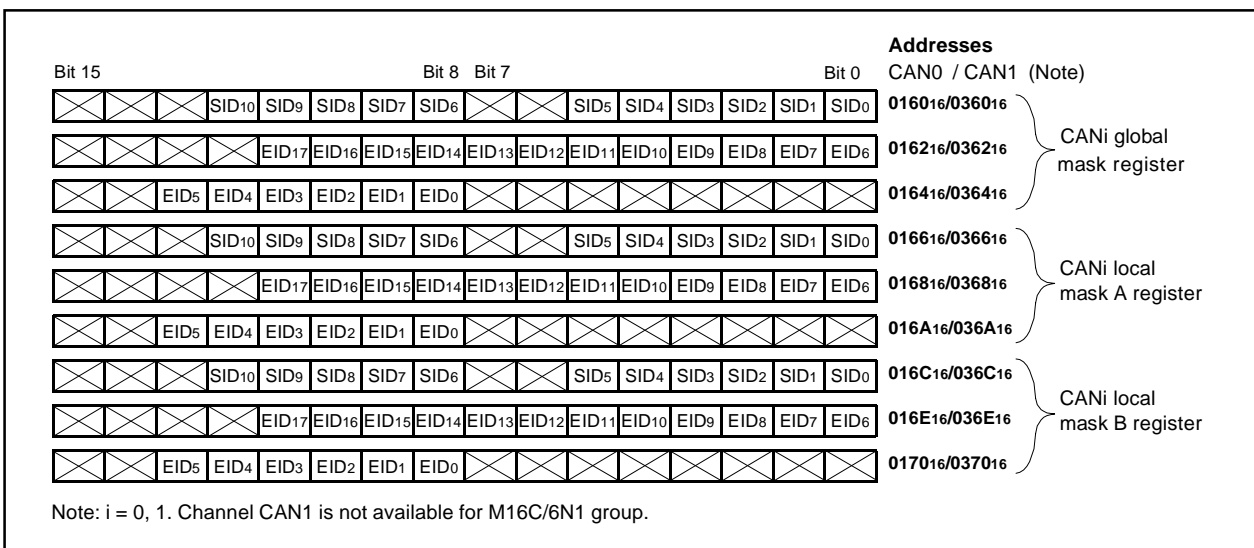 Addresses
Bit 15 Bit 8 Bit 7 Bit 0 CAN0 / CAN1 (Note)
SID10 SID9 SID8 SID7 SID6 SID5 SID4 SID3 SID2 SID1 SID0 016016/036016
EID17 EID16 EID15 EID14 EID13 EID12 EID11 EID10 EID9 EID8 EID7 EID6 016216/036216
EID5 EID4 EID3 EID2 EID1 EID0 016416/036416
CANi global
mask register
SID10 SID9 SID8 SID7 SID6 SID5 SID4 SID3 SID2 SID1 SID0 016616/036616
EID17 EID16 EID15 EID14 EID13 EID12 EID11 EID10 EID9 EID8 EID7 EID6 016816/036816
EID5 EID4 EID3 EID2 EID1 EID0 016A16/036A16
CANi local
mask A register
SID10 SID9 SID8 SID7 SID6 SID5 SID4 SID3 SID2 SID1 SID0 016C16/036C16
EID17 EID16 EID15 EID14 EID13 EID12 EID11 EID10 EID9 EID8 EID7 EID6 016E16/036E16
EID5 EID4 EID3 EID2 EID1 EID0 017016/037016
CANi local
mask B register
Note: i = 0, 1. Channel CAN1 is not available for M16C/6N1 group.